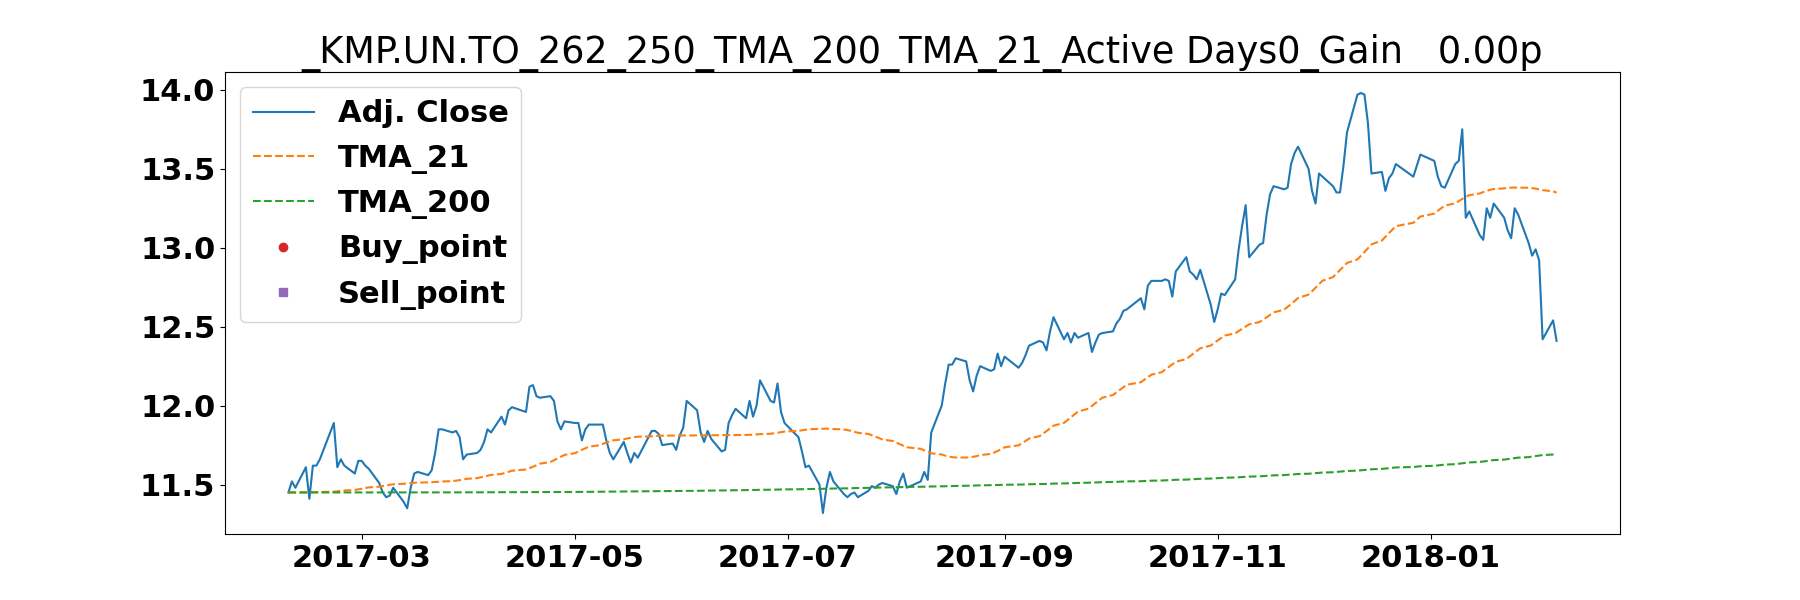 _KMP.UN.TO_262_250_TMA_200_TMA_21_Active Days0_Gain   0.00p
14.0
13.5
13.0
12.5
12.0
11.5
Adj. Close
TMA_21
TMA_200
Buy_point
Sell_point
2017-03
2017-05
2017-07
2017-09
2017-11
2018-01